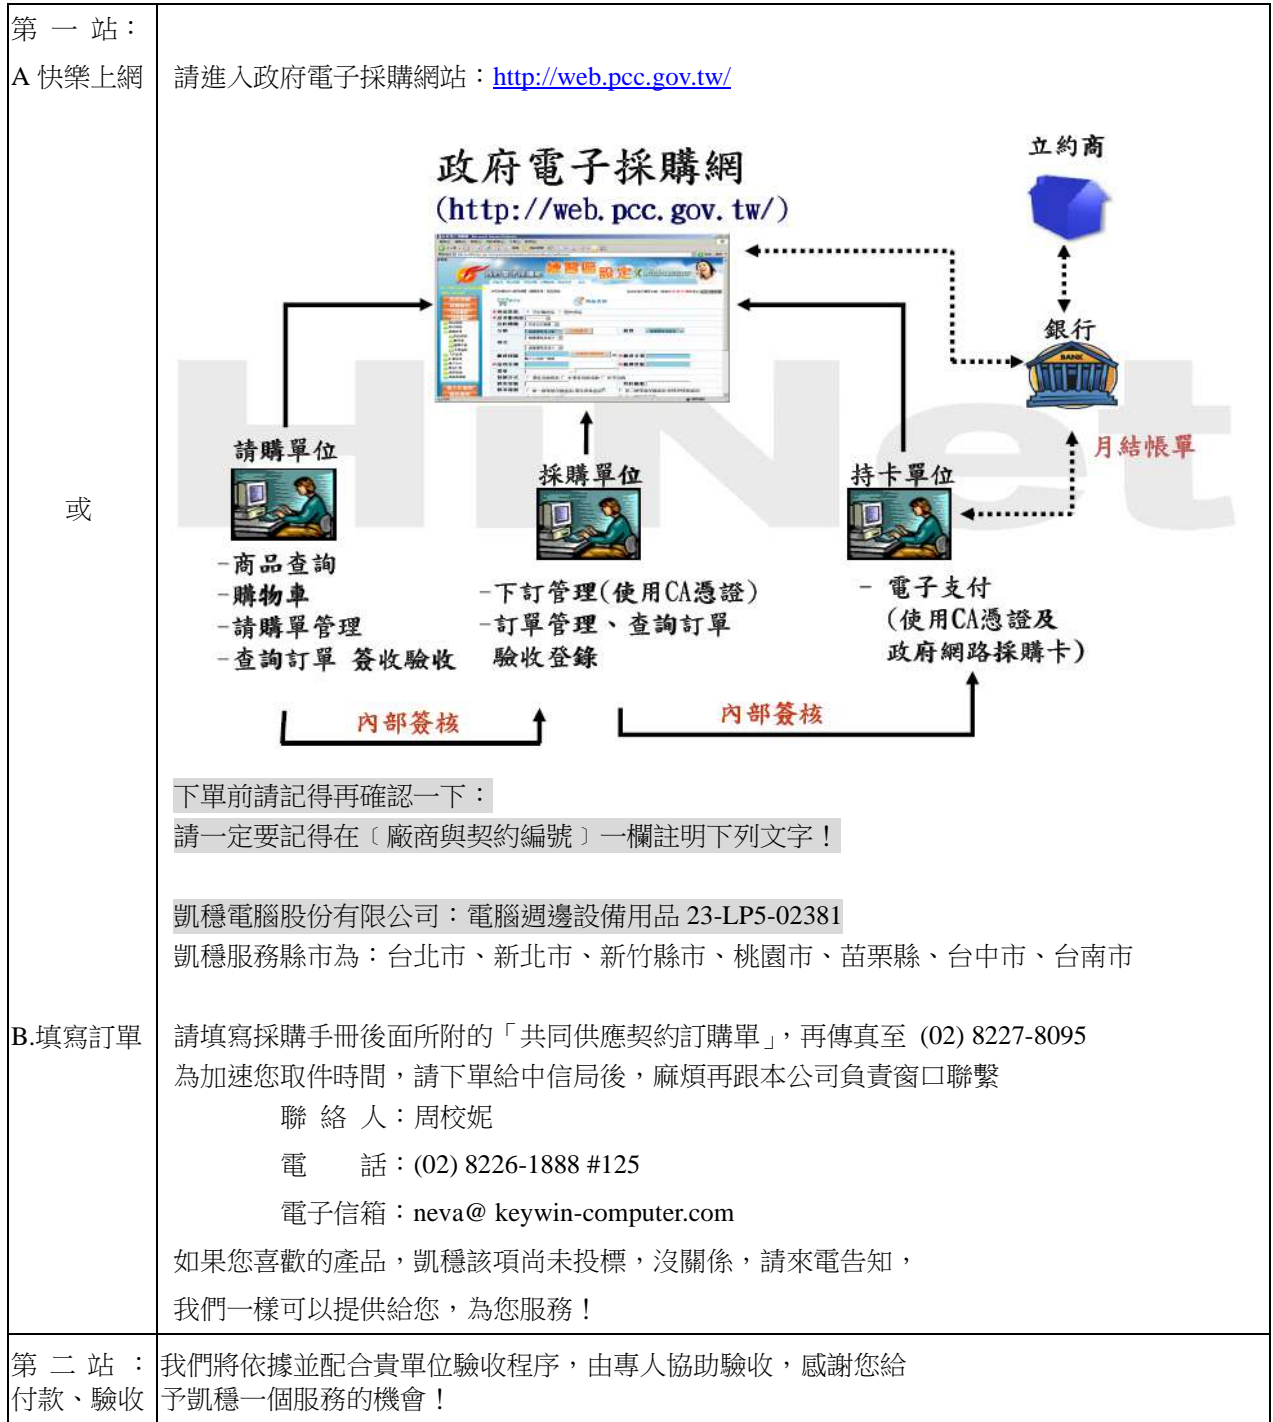 第 一 站：
A 快樂上網
請進入政府電子採購網站：http://web.pcc.gov.tw/
政府電子採購網
(http://web.pcc.gov.tw/)
立約商
銀行
BANK
月結帳單
HiNet
請購單位
-商品查詢
-購物車
-請購單管理
-查詢訂單 簽收驗收
採購單位
-下訂管理(使用CA憑證)
-訂單管理、查詢訂單
驗收登錄
持卡單位
- 電子支付
(使用CA憑證及
政府網路採購卡)
內部簽核
內部簽核
或
下單前請記得再確認一下：
請一定要記得在﹝廠商與契約編號﹞一欄註明下列文字！
凱穩電腦股份有限公司：電腦週邊設備用品 23-LP5-02381
凱穩服務縣市為：台北市、新北市、新竹縣市、桃園市、苗栗縣、台中市、台南市
B.填寫訂單
請填寫採購手冊後面所附的「共同供應契約訂購單」，再傳真至 (02) 8227-8095
為加速您取件時間，請下單給中信局後，麻煩再跟本公司負責窗口聯繫
聯 絡 人：周校妮
電 話：(02) 8226-1888 #125
電子信箱：neva@ keywin-computer.com
如果您喜歡的產品，凱穩該項尚未投標，沒關係，請來電告知，
我們一樣可以提供給您，為您服務！
第 二 站 ：
付款、驗收
我們將依據並配合貴單位驗收程序，由專人協助驗收，感謝您給
予凱穩一個服務的機會！